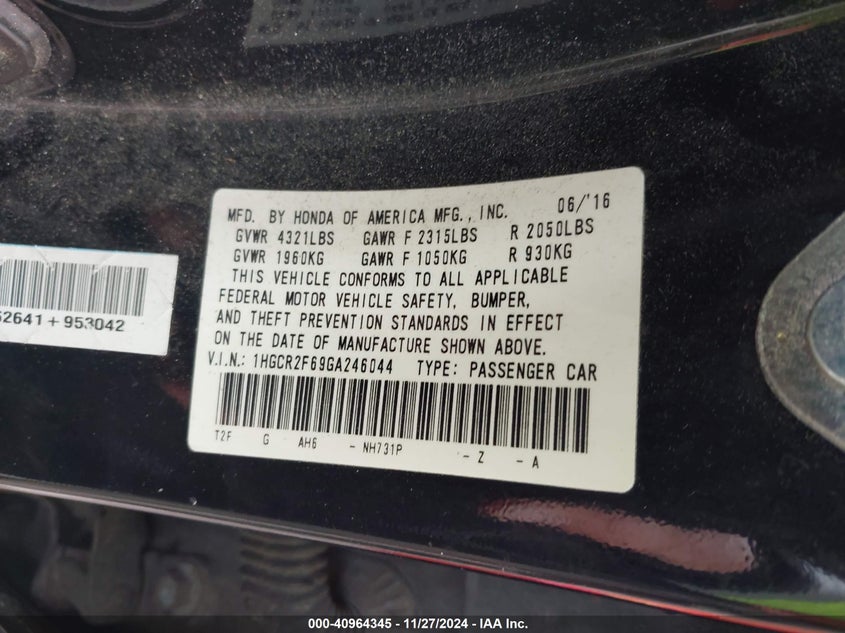 MFD. BY HONDA OF AMERICA MFG., INC. 06/'16
GVWR 4321LBS GAWR F 2315LBS R 2050LBS
GVWR 1960KG GAWR F 1050KG R 930KG
THIS VEHICLE CONFORMS TO ALL APPLICABLE
FEDERAL MOTOR VEHICLE SAFETY, BUMPER,
AND THEFT PREVENTION STANDARDS IN EFFECT
ON THE DATE OF MANUFACTURE SHOWN ABOVE.
V.I.N.: 1HGCR2F69GA246044 TYPE: PASSENGER CAR
T2F G AH6 - NH731P - Z - A
2641+953042
000-40964345 - 11/27/2024 - IAA Inc.